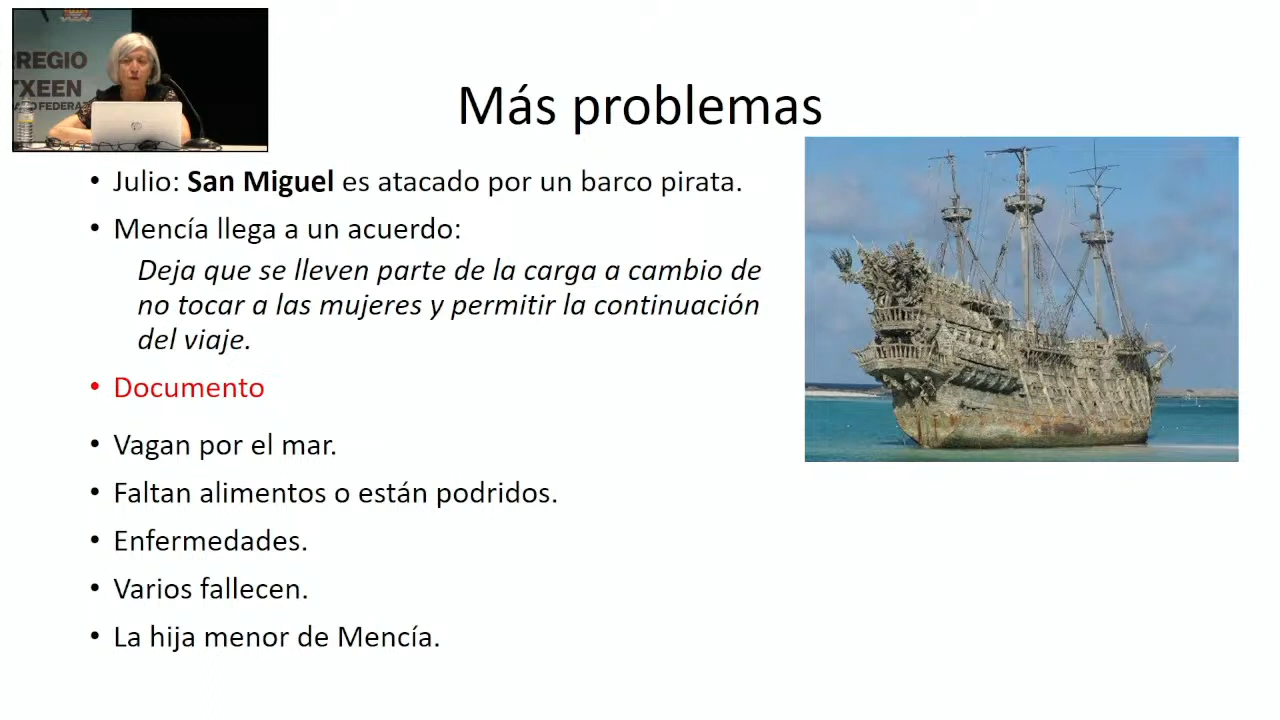 RREGIO
TXEEN
Más problemas
• Julio: San Miguel es atacado por un barco pirata.
• Mencía llega a un acuerdo:
Deja que se lleven parte de la carga a cambio de
no tocar a las mujeres y permitir la continuación
del viaje.
• Documento
• Vagan por el mar.
• Faltan alimentos o están podridos.
• Enfermedades.
• Varios fallecen.
• La hija menor de Mencía.